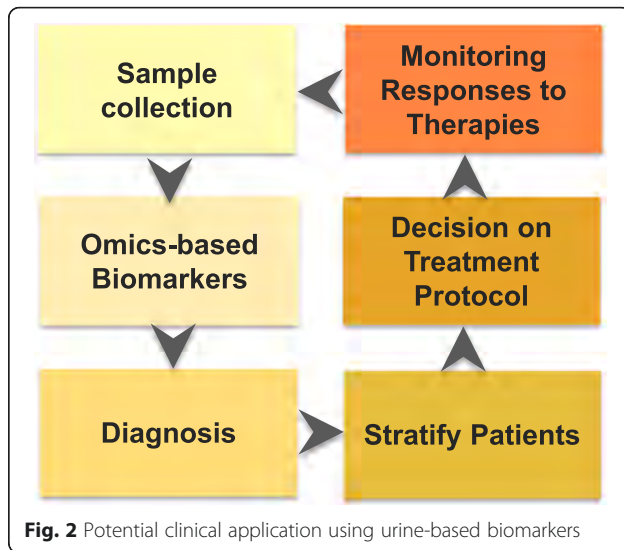 Sample
collection
Monitoring
Responses to
Therapies
Omics-based
Biomarkers
Decision on
Treatment
Protocol
Diagnosis
Stratify Patients
Fig. 2 Potential clinical application using urine-based biomarkers